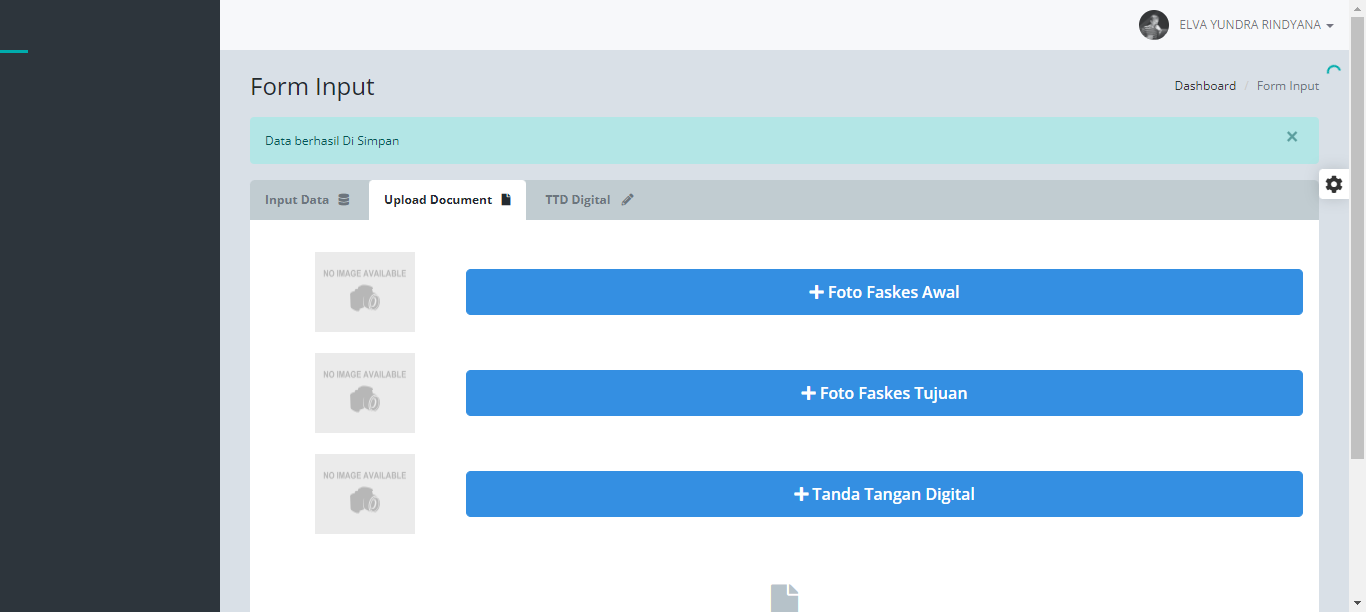 ELVA YUNDRA RINDYANA
Form Input
Dashboard / Form Input
Data berhasil Di Simpan
×
Input Data
Upload Document
TTD Digital
NO IMAGE AVAILABLE
+ Foto Faskes Awal
NO IMAGE AVAILABLE
+ Foto Faskes Tujuan
NO IMAGE AVAILABLE
+ Tanda Tangan Digital